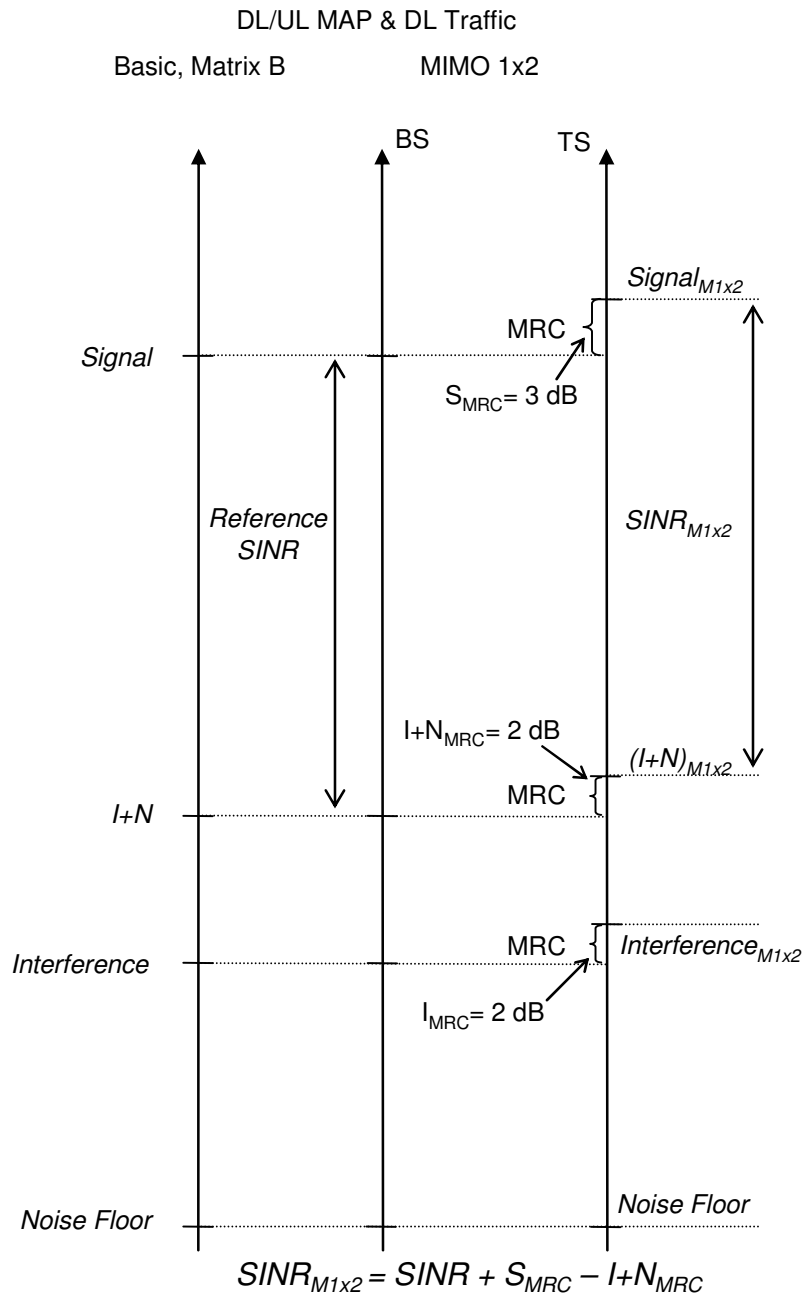 DL/UL MAP & DL Traffic
Basic, Matrix B MIMO 1x2
BS TS
Signal_M1x2
MRC
Signal
S_MRC= 3 dB
Reference
SINR
SINR_M1x2
I+N_MRC= 2 dB
(I+N)_M1x2
MRC
I+N
MRC
Interference_M1x2
Interference
I_MRC= 2 dB
Noise Floor
Noise Floor
SINR_M1x2 = SINR + S_MRC – I+N_MRC